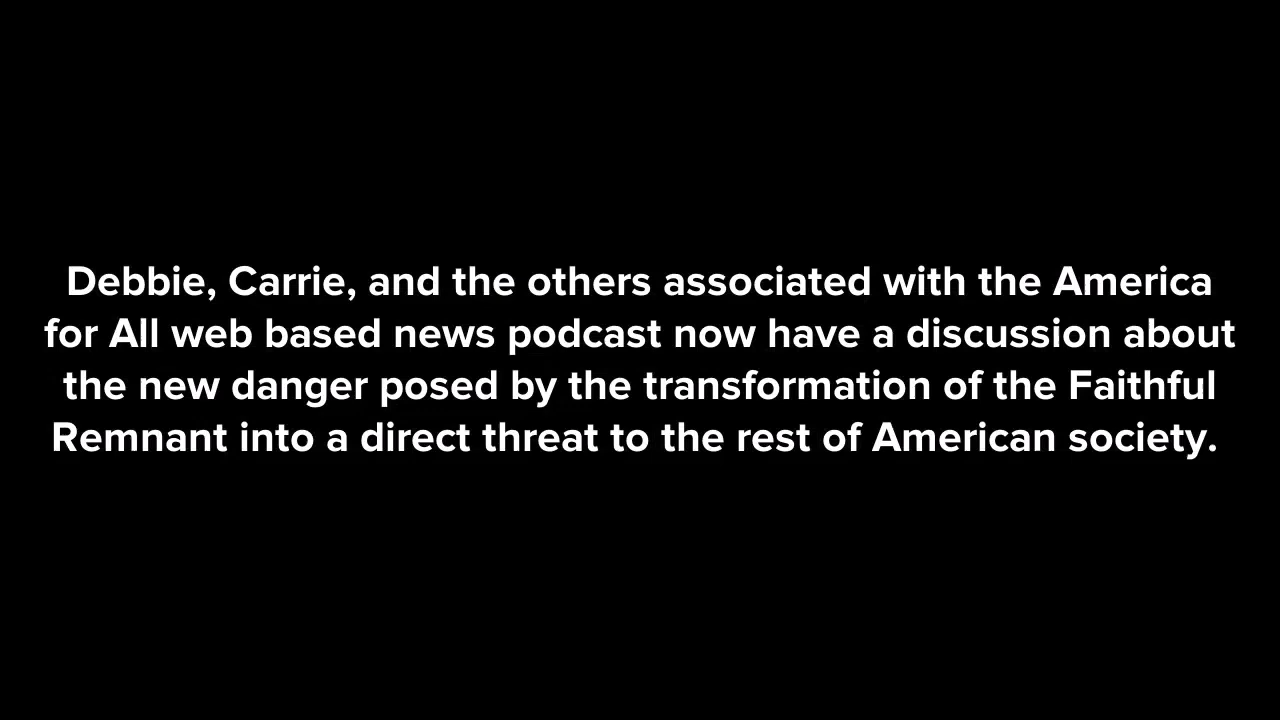 Debbie, Carrie, and the others associated with the America
for All web based news podcast now have a discussion about
the new danger posed by the transformation of the Faithful
Remnant into a direct threat to the rest of American society.